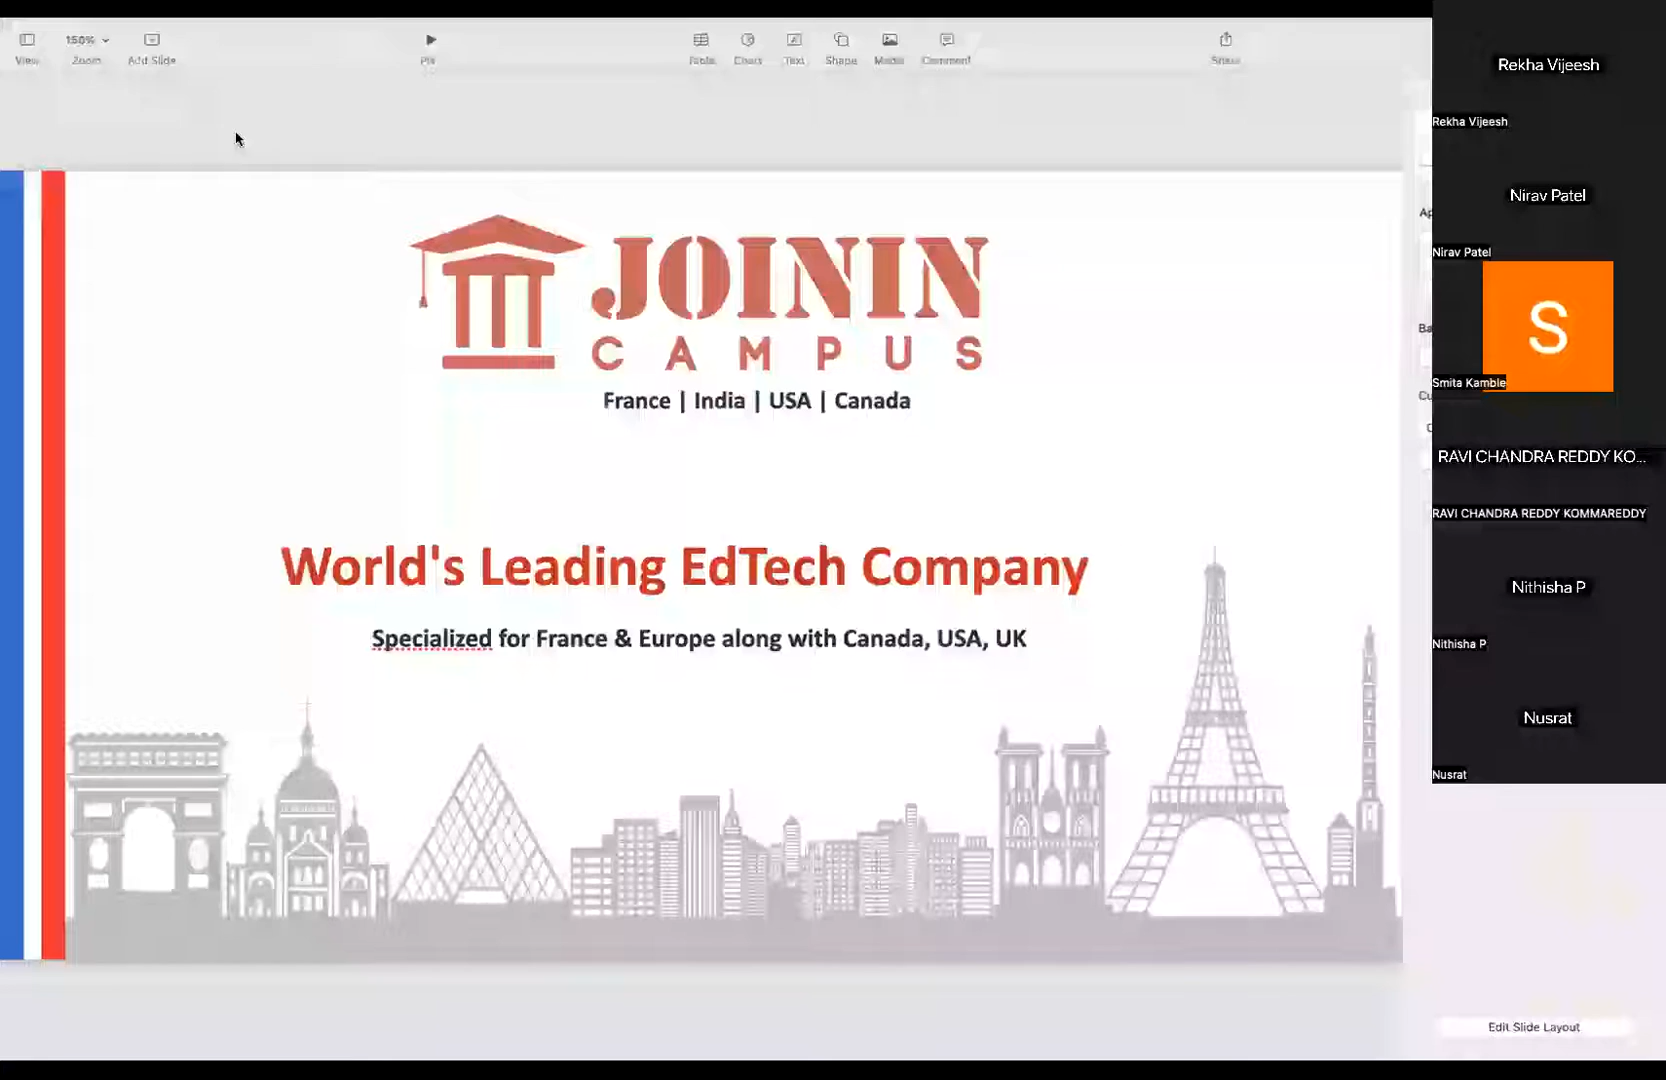 150%
View
Zoom
Add Slide
Table
Text
Shape
Media
Comment
Share
JOININ
CAMPUS
France | India | USA | Canada
World's Leading EdTech Company
Specialized for France & Europe along with Canada, USA, UK
Rekha Vijeesh
Rekha Vijeesh
Nirav Patel
Nirav Patel
S
Smita Kamble
RAVI CHANDRA REDDY KO...
RAVI CHANDRA REDDY KOMMAREDDY
Nithisha P
Nithisha P
Nusrat
Nusrat
Edit Slide Layout